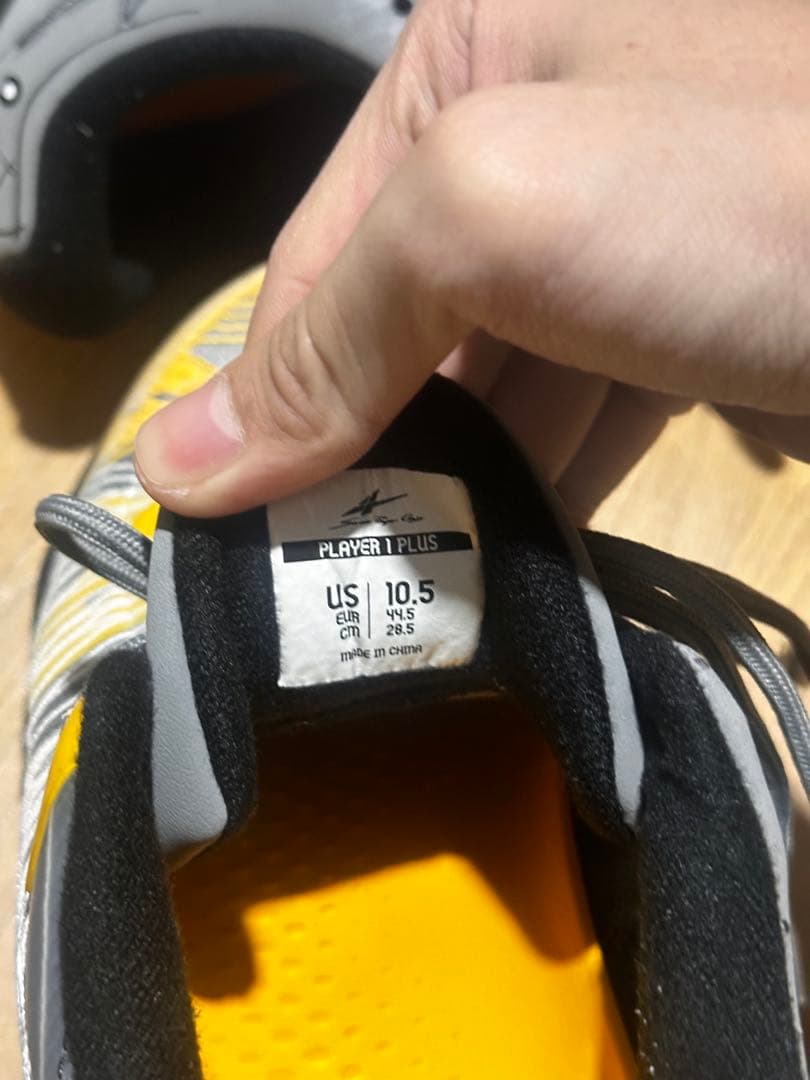 PLAYER 1 PLUS
US 10.5
EUR 44.5
CM 28.5
MADE IN CHINA